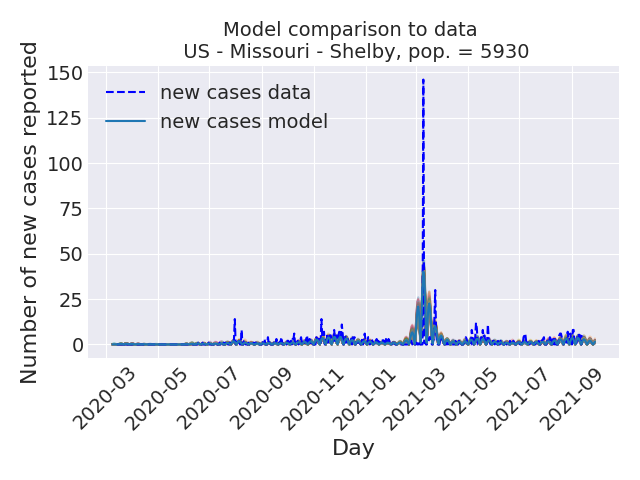 Model comparison to data
US - Missouri - Shelby, pop. = 5930
Number of new cases reported
150
125
100
75
50
25
0
new cases data
new cases model
2020-03
2020-05
2020-07
2020-09
2020-11
2021-01
2021-03
2021-05
2021-07
2021-09
Day